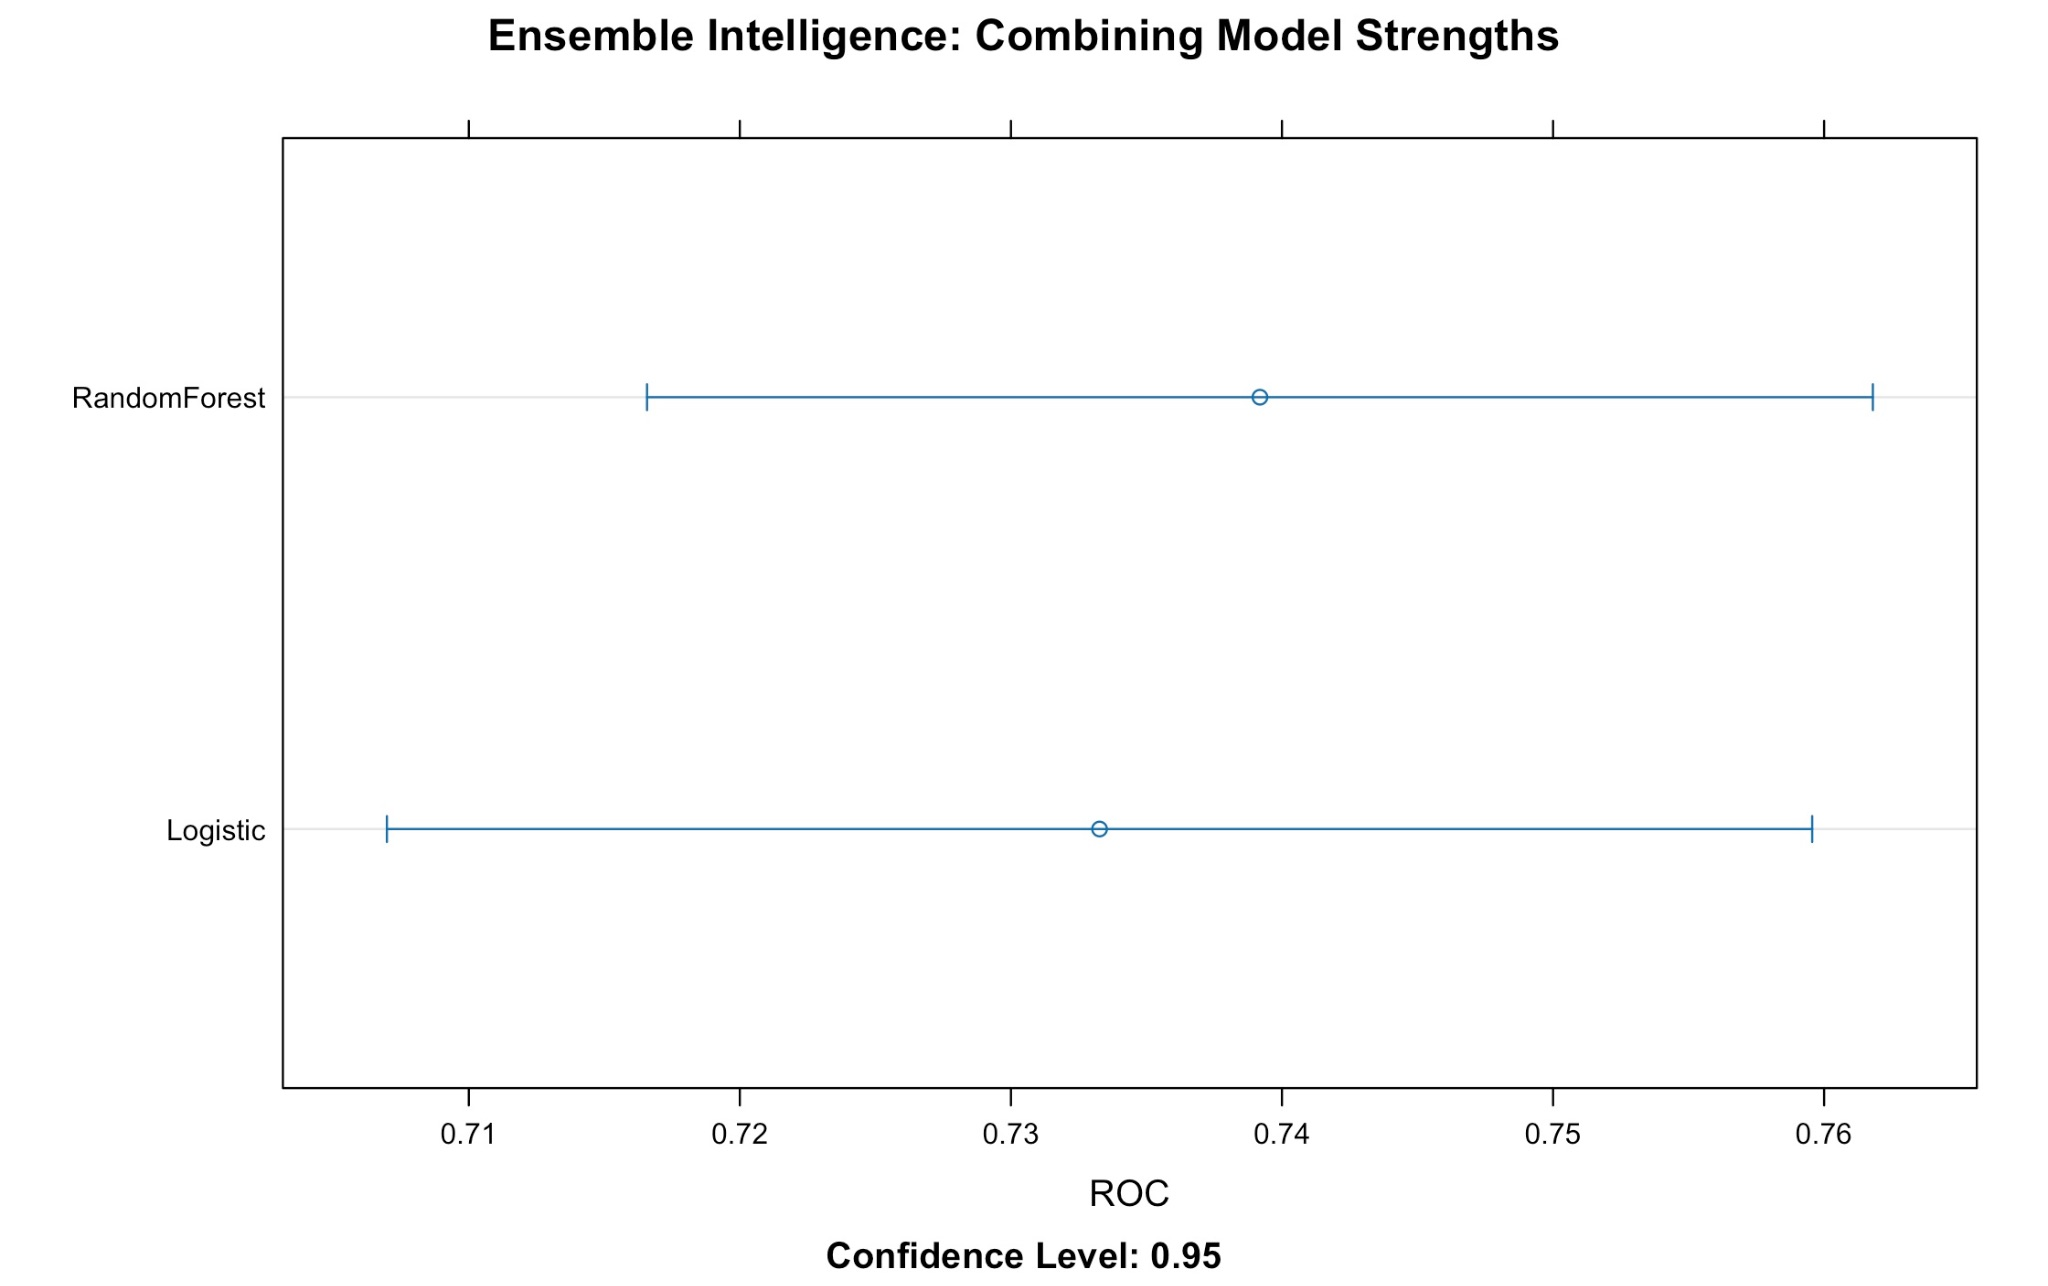 Ensemble Intelligence: Combining Model Strengths
RandomForest
Logistic
0.71 0.72 0.73 0.74 0.75 0.76
ROC
Confidence Level: 0.95